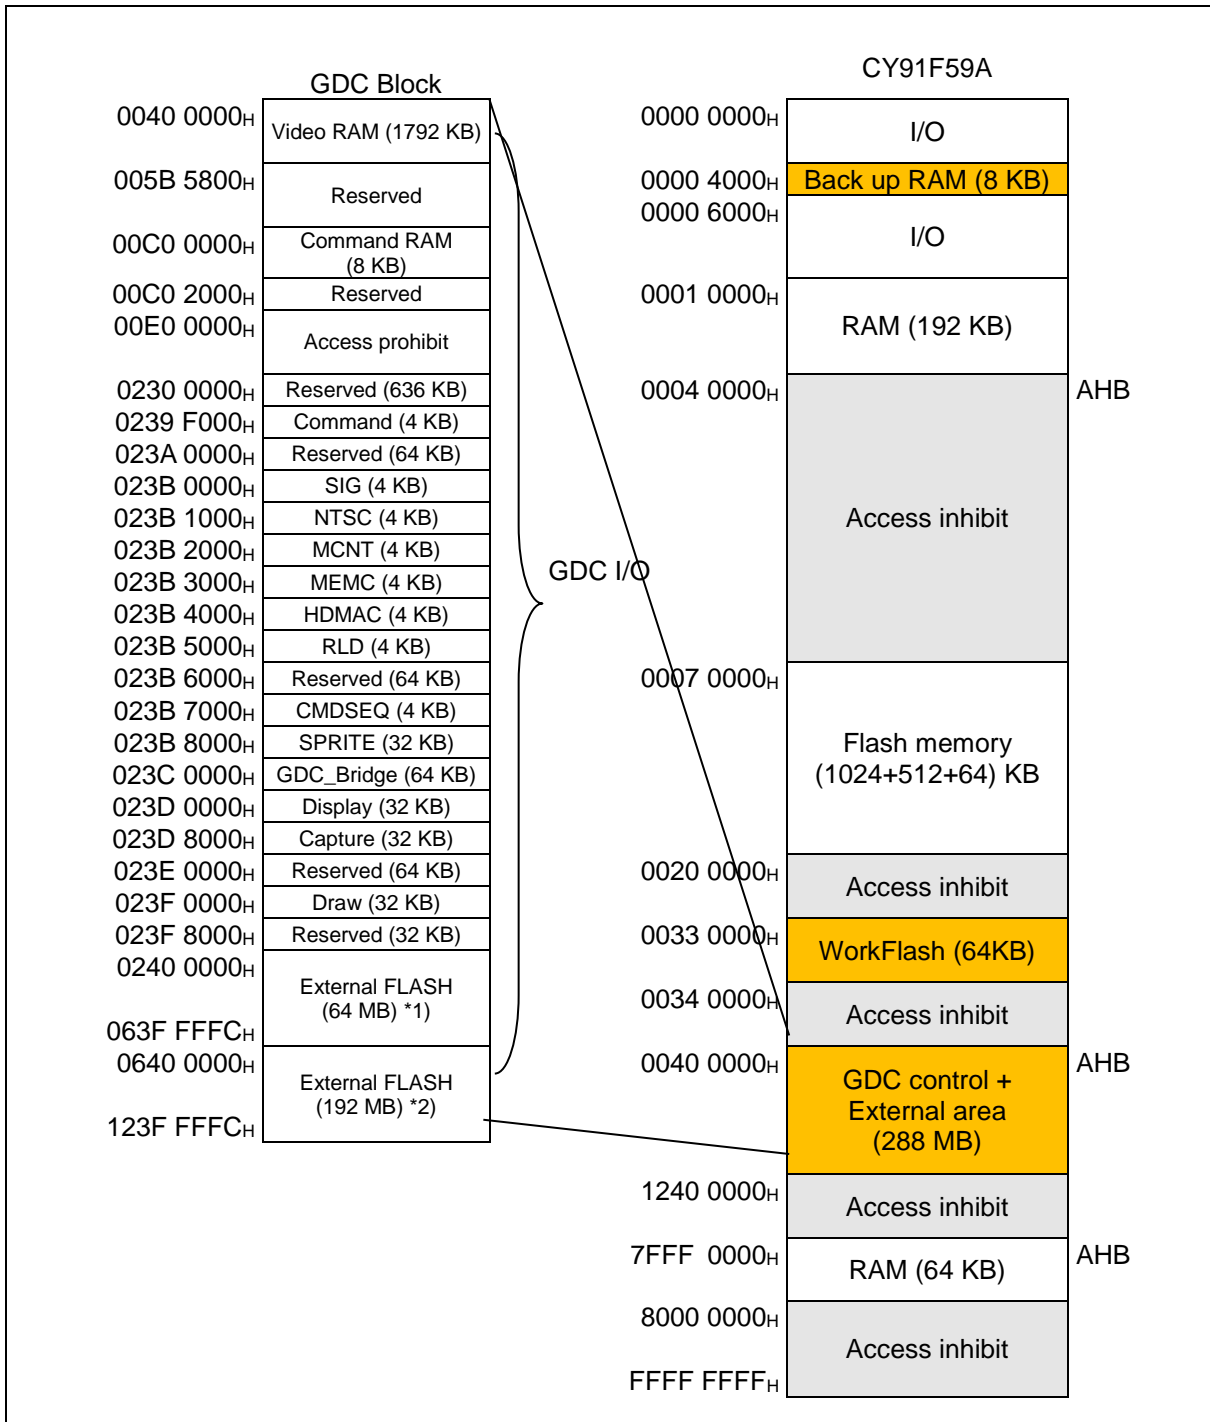 GDC Block
0040 0000H
Video RAM (1792 KB)
005B 5800H
Reserved
00C0 0000H
Command RAM
(8 KB)
00C0 2000H
Reserved
00E0 0000H
Access prohibit
0230 0000H
Reserved (636 KB)
0239 F000H
Command (4 KB)
023A 0000H
Reserved (64 KB)
023B 0000H
SIG (4 KB)
023B 1000H
NTSC (4 KB)
023B 2000H
MCNT (4 KB)
023B 3000H
MEMC (4 KB)
023B 4000H
HDMAC (4 KB)
023B 5000H
RLD (4 KB)
023B 6000H
Reserved (64 KB)
023B 7000H
CMDSEQ (4 KB)
023B 8000H
SPRITE (32 KB)
023C 0000H
GDC_Bridge (64 KB)
023D 0000H
Display (32 KB)
023D 8000H
Capture (32 KB)
023E 0000H
Reserved (64 KB)
023F 0000H
Draw (32 KB)
023F 8000H
Reserved (32 KB)
0240 0000H
External FLASH
(64 MB) *1)
063F FFFCH
0640 0000H
External FLASH
(192 MB) *2)
123F FFFCH
GDC I/O
CY91F59A
0000 0000H
I/O
0000 4000H
Back up RAM (8 KB)
0000 6000H
I/O
0001 0000H
RAM (192 KB)
0004 0000H
AHB
Access inhibit
0007 0000H
Flash memory
(1024+512+64) KB
0020 0000H
Access inhibit
0033 0000H
WorkFlash (64KB)
0034 0000H
Access inhibit
0040 0000H
AHB
GDC control +
External area
(288 MB)
1240 0000H
Access inhibit
7FFF 0000H
AHB
RAM (64 KB)
8000 0000H
Access inhibit
FFFF FFFFH